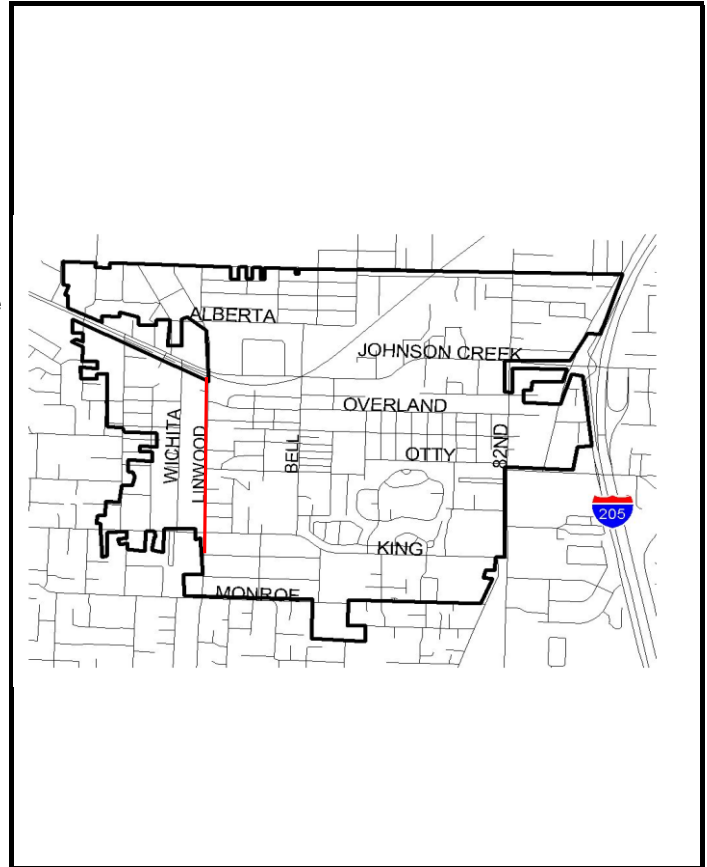 ALBERTA
JOHNSON CREEK
OVERLAND
WICHITA
LINWOOD
BELL
OTTY
82ND
205
KING
MONROE